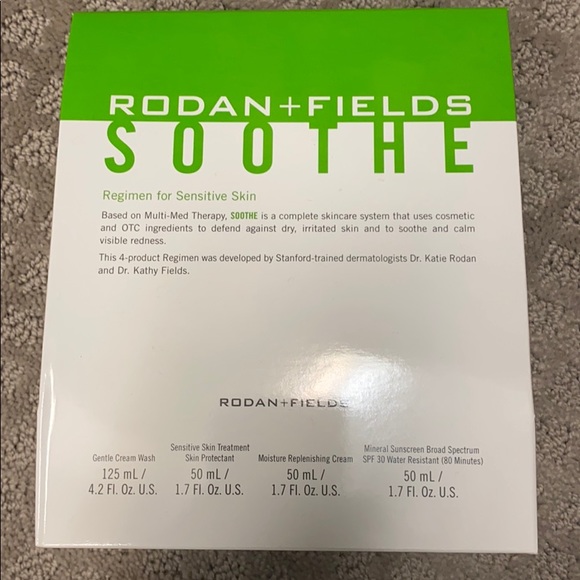 RODAN+FIELDS
SOOTHE
Regimen for Sensitive Skin
Based on Multi-Med Therapy, SOOTHE is a complete skincare system that uses cosmetic
and OTC ingredients to defend against dry, irritated skin and to soothe and calm
visible redness.
This 4-product Regimen was developed by Stanford-trained dermatologists Dr. Katie Rodan
and Dr. Kathy Fields.
RODAN+FIELDS
Gentle Cream Wash
125 mL /
4.2 Fl. Oz. U.S.
Sensitive Skin Treatment
Skin Protectant
50 mL /
1.7 Fl. Oz. U.S.
Moisture Replenishing Cream
50 mL /
1.7 Fl. Oz. U.S.
Mineral Sunscreen Broad Spectrum
SPF 30 Water Resistant (80 Minutes)
50 mL /
1.7 Fl. Oz. U.S.